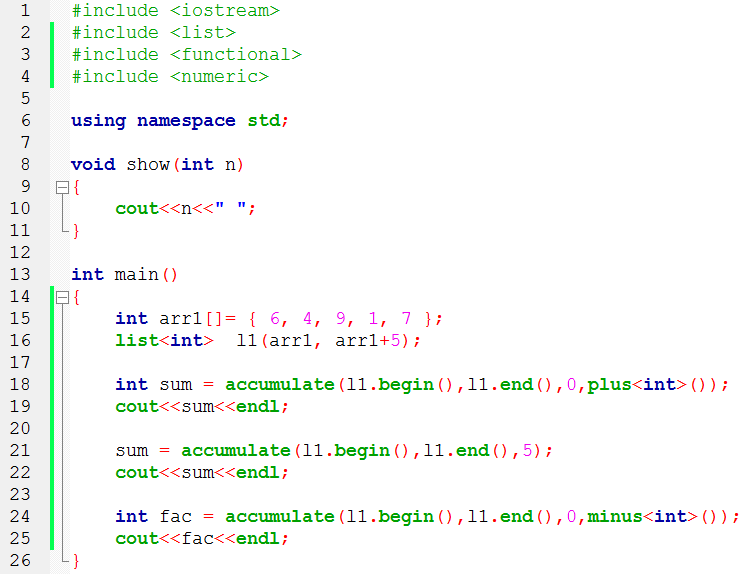 1 #include <iostream>
2 #include <list>
3 #include <functional>
4 #include <numeric>
5
6 using namespace std;
7
8 void show(int n)
9 {
10     cout<<n<<" ";
11 }
12
13 int main()
14 {
15     int arr1[]= { 6, 4, 9, 1, 7 };
16     list<int>  l1(arr1, arr1+5);
17
18     int sum = accumulate(l1.begin(),l1.end(),0,plus<int>());
19     cout<<sum<<endl;
20
21     sum = accumulate(l1.begin(),l1.end(),5);
22     cout<<sum<<endl;
23
24     int fac = accumulate(l1.begin(),l1.end(),0,minus<int>());
25     cout<<fac<<endl;
26 }